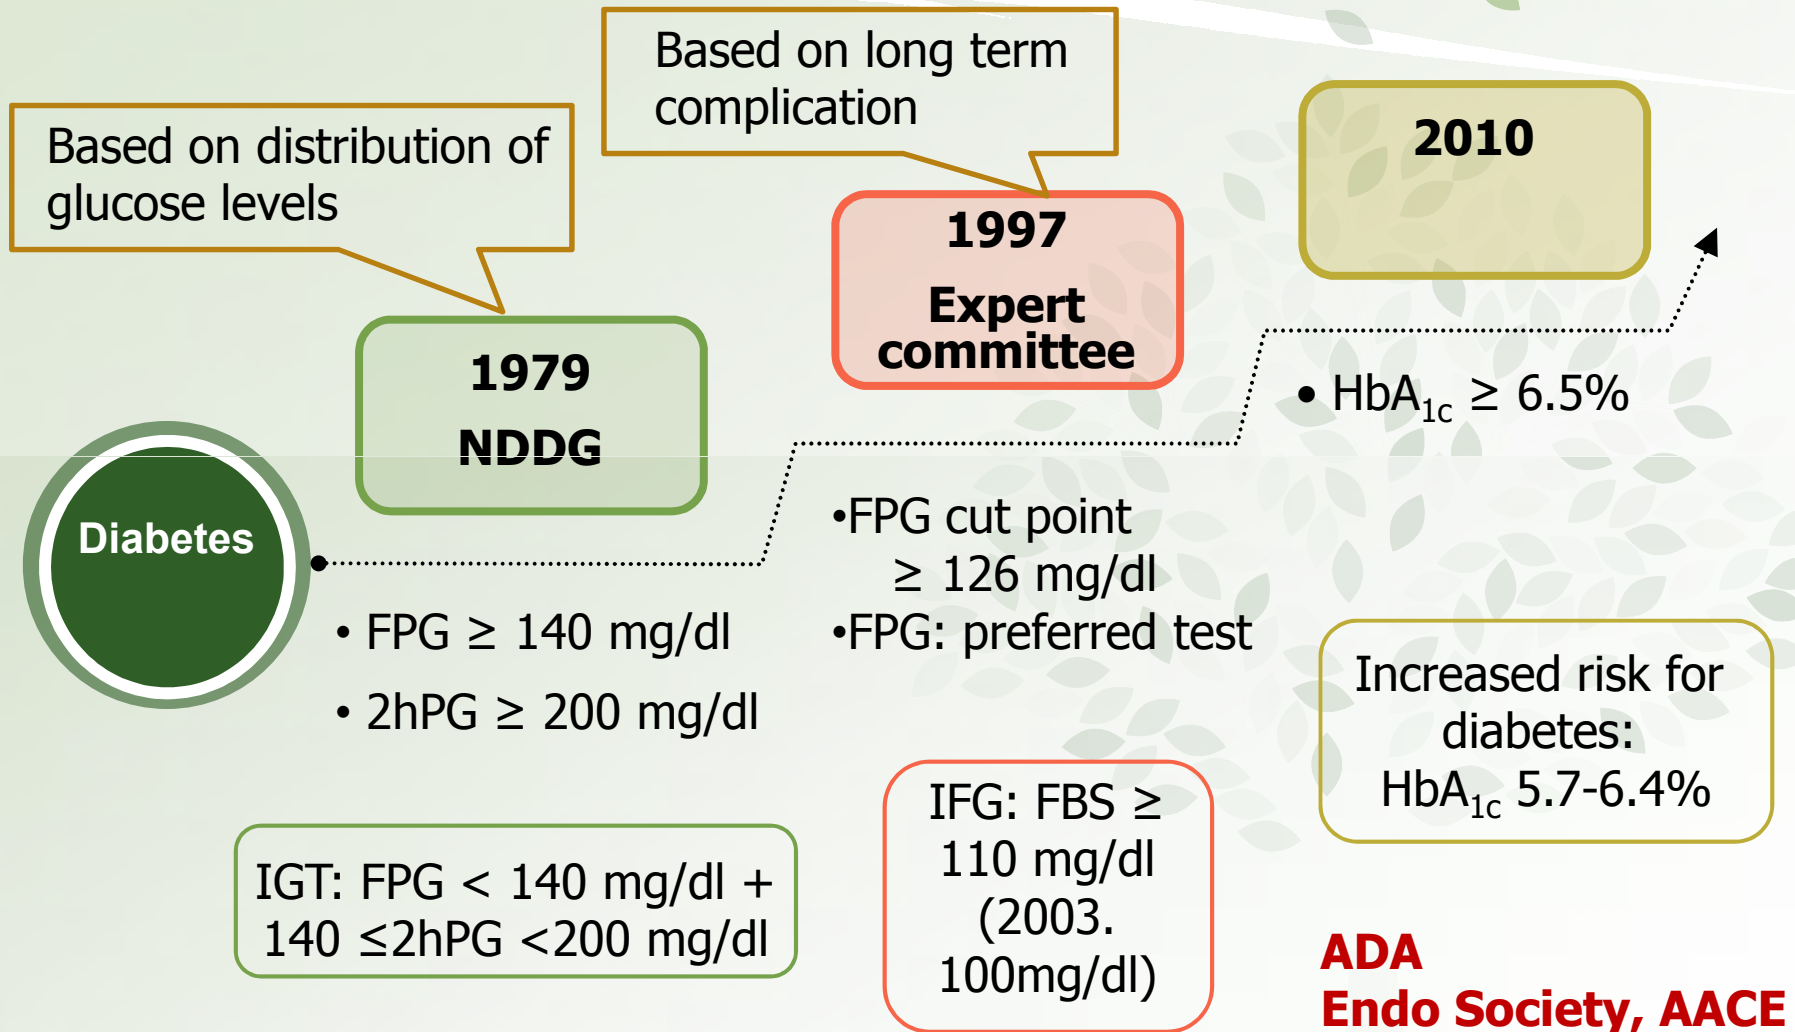 Based on distribution of
glucose levels
Based on long term
complication
Diabetes
1979
NDDG
• FPG ≥ 140 mg/dl
• 2hPG ≥ 200 mg/dl
IGT: FPG < 140 mg/dl +
140 ≤2hPG <200 mg/dl
1997
Expert
committee
•FPG cut point
≥ 126 mg/dl
•FPG: preferred test
IFG: FBS ≥
110 mg/dl
(2003.
100mg/dl)
2010
• HbA1c ≥ 6.5%
Increased risk for
diabetes:
HbA1c 5.7-6.4%
ADA
Endo Society, AACE